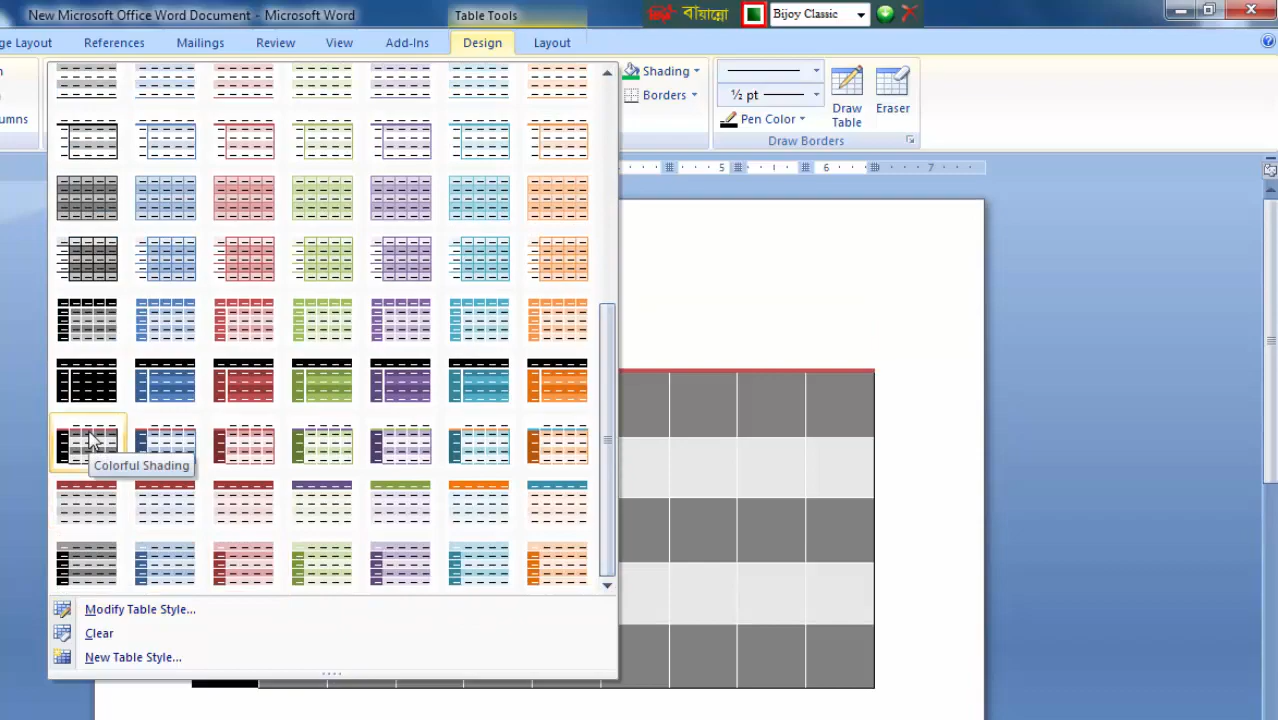 New Microsoft Office Word Document - Microsoft Word
Table Tools
বায়ান্নো
Bijoy Classic
ge Layout
References
Mailings
Review
View
Add-Ins
Design
Layout
n
lumns
Shading
Borders
½ pt
Pen Color
Draw
Table
Eraser
Draw Borders
5
6
7
Colorful Shading
Modify Table Style...
Clear
New Table Style...